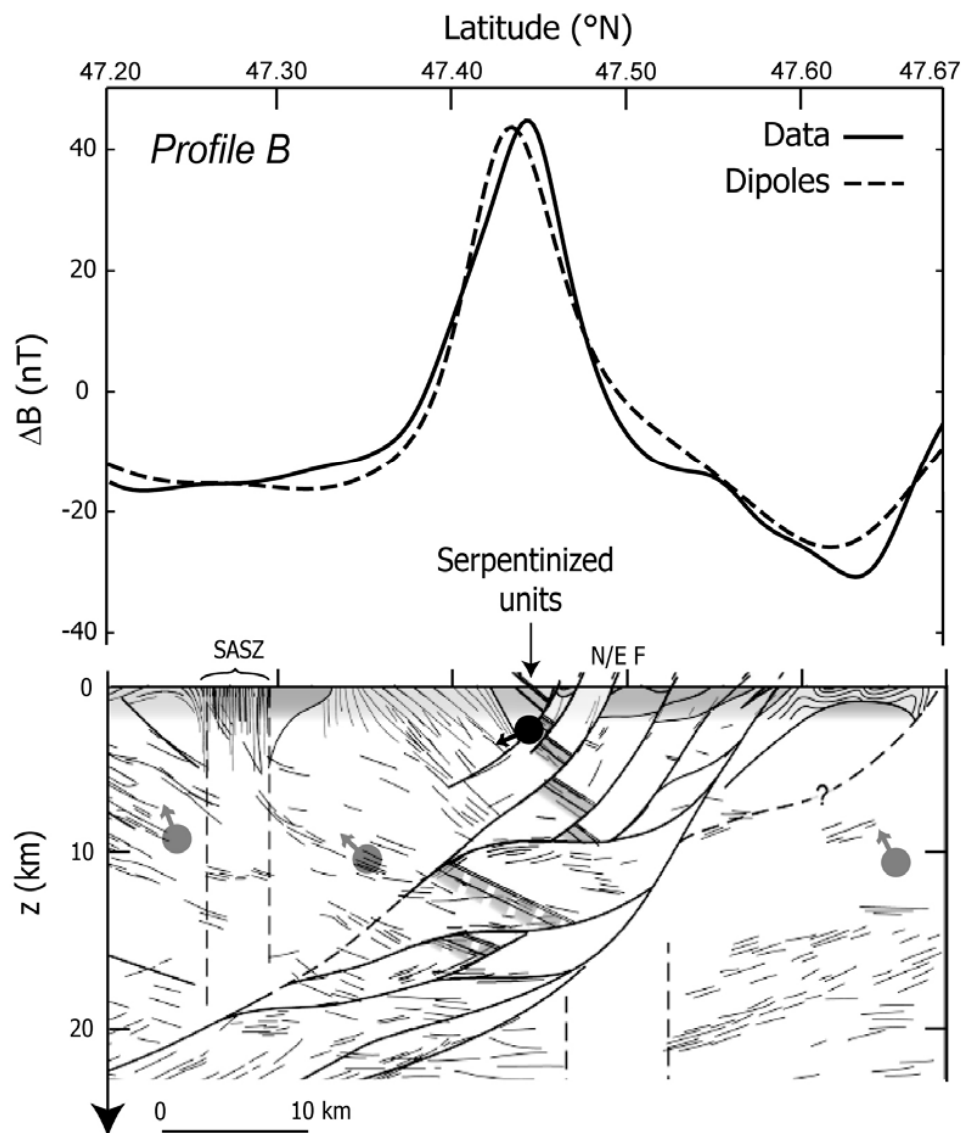 Latitude (°N)
47.20 47.30 47.40 47.50 47.60 47.67
Profile B
Data
Dipoles
40
20
0
-20
-40
ΔB (nT)
Serpentinized
units
SASZ
N/E F
0
10
20
z (km)
?
0 10 km